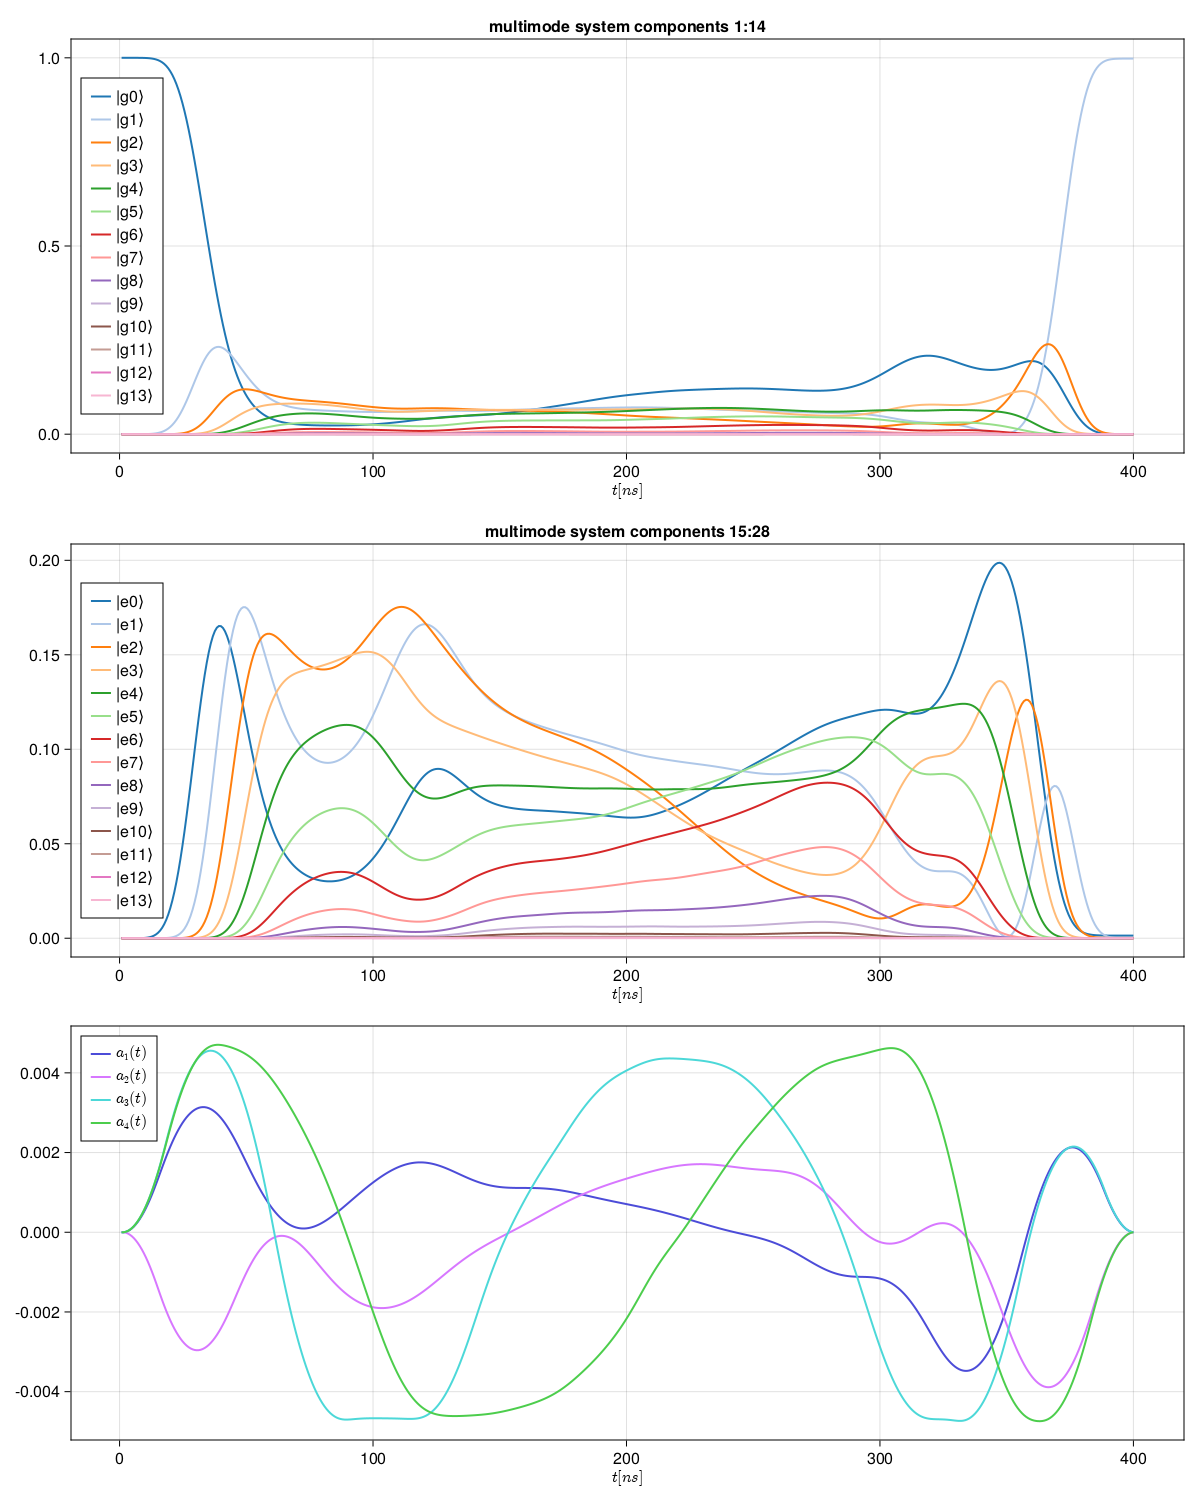 multimode system components 1:14
1.0
0.5
0.0
|g0⟩
|g1⟩
|g2⟩
|g3⟩
|g4⟩
|g5⟩
|g6⟩
|g7⟩
|g8⟩
|g9⟩
|g10⟩
|g11⟩
|g12⟩
|g13⟩
0 100 200 300 400
t[ns]
multimode system components 15:28
0.20
0.15
0.10
0.05
0.00
|e0⟩
|e1⟩
|e2⟩
|e3⟩
|e4⟩
|e5⟩
|e6⟩
|e7⟩
|e8⟩
|e9⟩
|e10⟩
|e11⟩
|e12⟩
|e13⟩
0 100 200 300 400
t[ns]
0.004
0.002
0.000
-0.002
-0.004
a₁(t)
a₂(t)
a₃(t)
a₄(t)
0 100 200 300 400
t[ns]